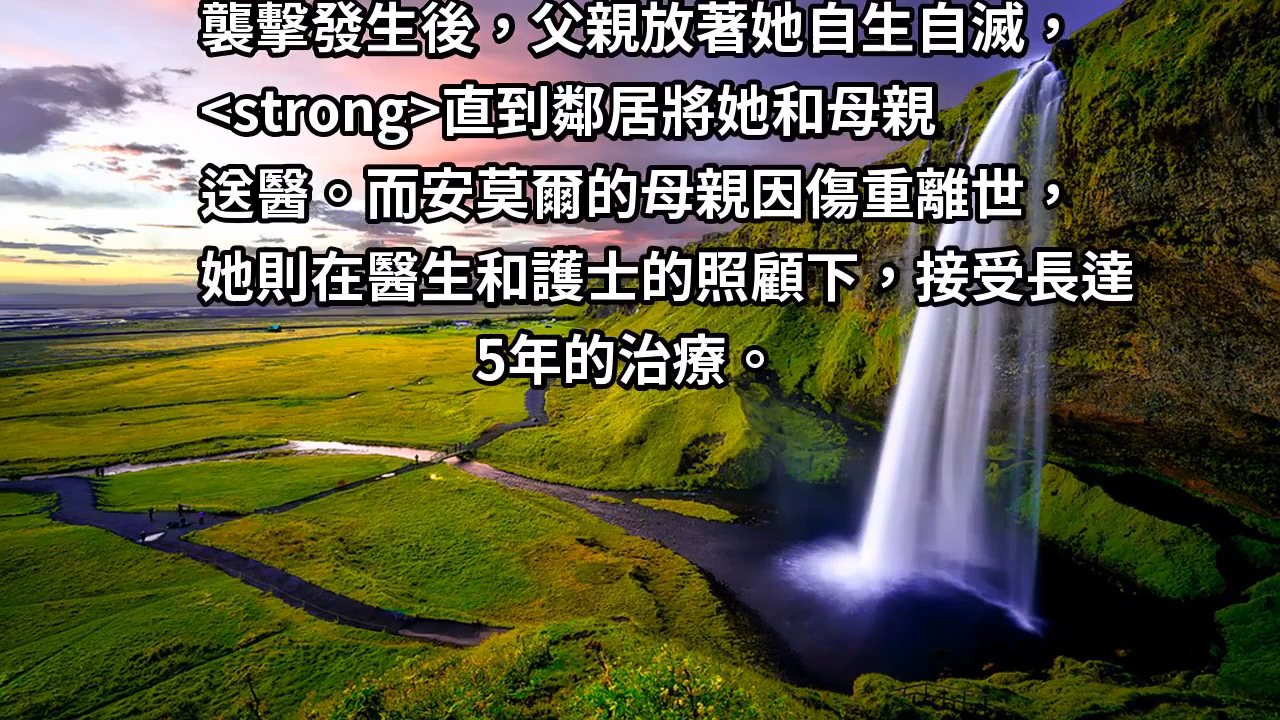 襲擊發生後，父親放著她自生自滅，
<strong>直到鄰居將她和母親
送醫。而安莫爾的母親因傷重離世，
她則在醫生和護士的照顧下，接受長達
5年的治療。